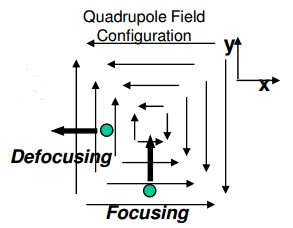 Quadrupole Field
Configuration
y
x
Defocusing
Focusing